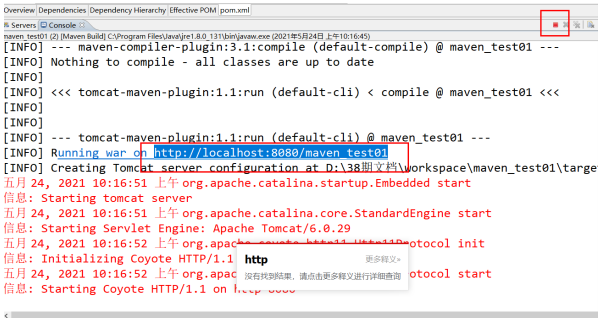 Overview Dependencies Dependency Hierarchy Effective POM pom.xml
Servers Console
maven_test01 (2) [Maven Build] C:\Program Files\Java\jre1.8.0_131\bin\javaw.exe (2021年5月24日 上午10:16:45)
[INFO] --- maven-compiler-plugin:3.1:compile (default-compile) @ maven_test01 ---
[INFO] Nothing to compile - all classes are up to date
[INFO]
[INFO] <<< tomcat-maven-plugin:1.1:run (default-cli) < compile @ maven_test01 <<<
[INFO]
[INFO]
[INFO] --- tomcat-maven-plugin:1.1:run (default-cli) @ maven_test01 ---
[INFO] Running war on http://localhost:8080/maven_test01
[INFO] Creating Tomcat server configuration at D:\38期文档\workspace\maven_test01\targe
五月 24, 2021 10:16:51 上午 org.apache.catalina.startup.Embedded start
信息: Starting tomcat server
五月 24, 2021 10:16:51 上午 org.apache.catalina.core.StandardEngine start
信息: Starting Servlet Engine: Apache Tomcat/6.0.29
五月 24, 2021 10:16:52 上午 org.apache.coyote.http11.Http11Protocol init
信息: Initializing Coyote HTTP/1.1
http 更多释义»
没有找到结果，请点击更多释义进行详细查询
五月 24, 2021 10:16:52 上午 org.apac otocol start
信息: Starting Coyote HTTP/1.1 on http-8080